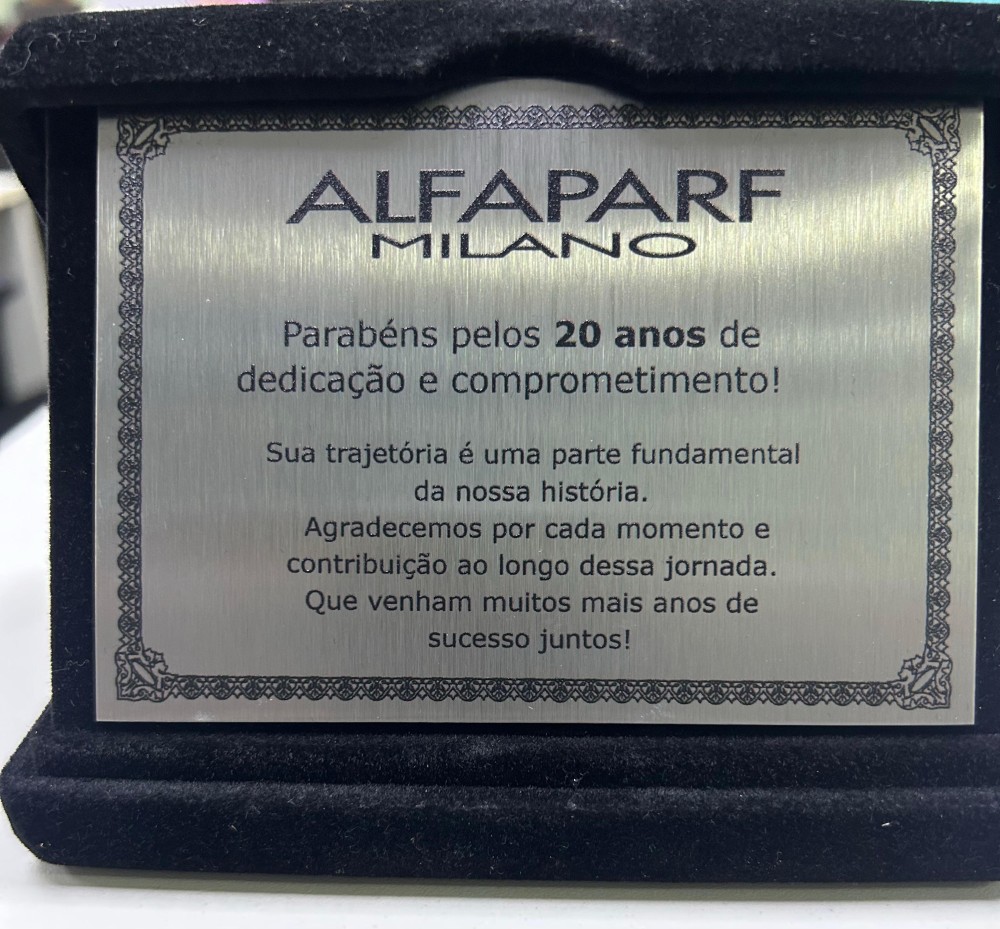 ALFAPARF
MILANO
Parabéns pelos 20 anos de
dedicação e comprometimento!
Sua trajetória é uma parte fundamental
da nossa história.
Agradecemos por cada momento e
contribuição ao longo dessa jornada.
Que venham muitos mais anos de
sucesso juntos!